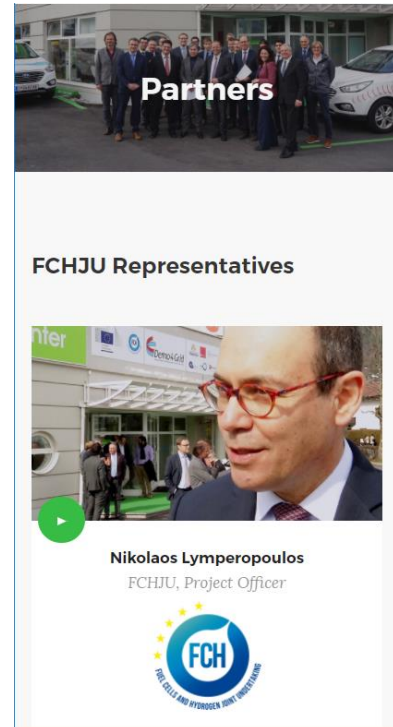 Partners
FCHJU Representatives
nter
Demo4Grid
Nikolaos Lymperopoulos
FCHJU, Project Officer
FCH
FUEL CELLS AND HYDROGEN JOINT UNDERTAKING